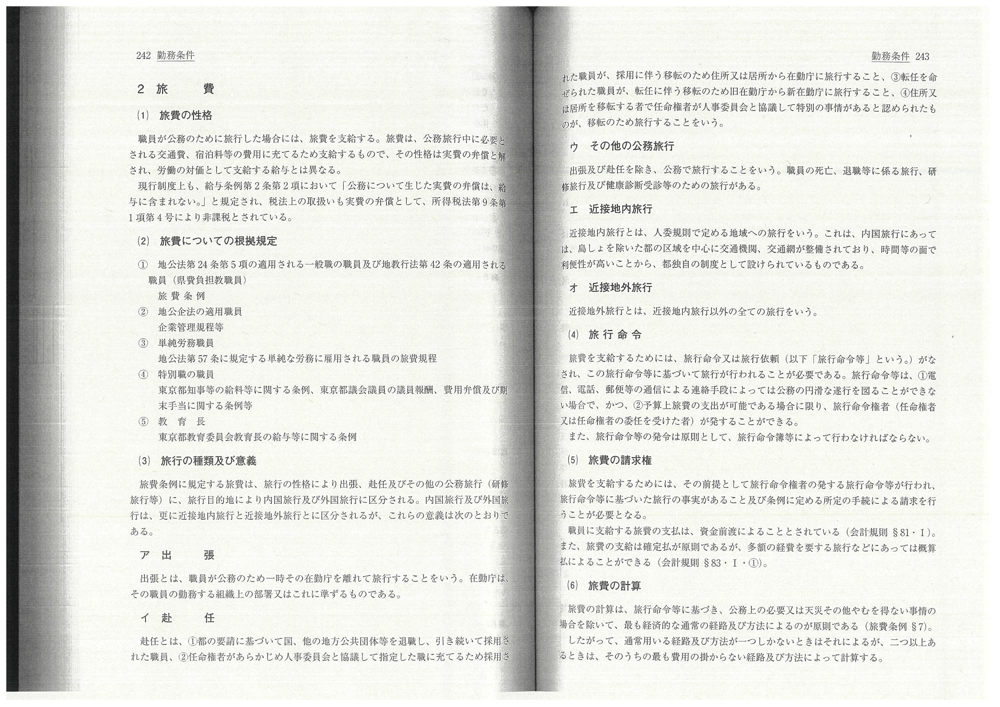 242 勤務条件
2 旅　　費
(1) 旅費の性格
職員が公務のために旅行した場合には、旅費を支給する。旅費は、公務旅行中に必要と
される交通費、宿泊料等の費用に充てるため支給するもので、その性格は実費の弁償と解
され、労働の対価として支給する給与とは異なる。
現行制度上も、給与条例第2条第2項において「公務について生じた実費の弁償は、給
与に含まれない。」と規定され、税法上の取扱いも実費の弁償として、所得税法第9条第
1項第4号により非課税とされている。
(2) 旅費についての根拠規定
① 地公法第24条第5項の適用される一般職の職員及び地教行法第42条の適用される
職員（県費負担教職員）
旅費条例
② 地公企法の適用職員
企業管理規程等
③ 単純労務職員
地公法第57条に規定する単純な労務に雇用される職員の旅費規程
④ 特別職の職員
東京都知事等の給料等に関する条例、東京都議会議員の議員報酬、費用弁償及び期
末手当に関する条例等
⑤ 教　育　長
東京都教育委員会教育長の給与等に関する条例
(3) 旅行の種類及び意義
旅費条例に規定する旅費は、旅行の性格により出張、赴任及びその他の公務旅行（研修
旅行等）に、旅行目的地により内国旅行及び外国旅行に区分される。内国旅行及び外国旅
行は、更に近接地内旅行と近接地外旅行とに区分されるが、これらの意義は次のとおりで
ある。
ア 出　　張
出張とは、職員が公務のため一時その在勤庁を離れて旅行することをいう。在勤庁は、
その職員の勤務する組織上の部署又はこれに準ずるものである。
イ 赴　　任
赴任とは、①都の要請に基づいて国、他の地方公共団体等を退職し、引き続いて採用さ
れた職員、②任命権者があらかじめ人事委員会と協議して指定した職に充てるため採用さ
勤務条件 243
れた職員が、採用に伴う移転のため住所又は居所から在勤庁に旅行すること、③転任を命
ぜられた職員が、転任に伴う移転のため旧在勤庁から新在勤庁に旅行すること、④住所又
は居所を移転する者で任命権者が人事委員会と協議して特別の事情があると認められたも
のが、移転のため旅行することをいう。
ウ その他の公務旅行
出張及び赴任を除き、公務で旅行することをいう。職員の死亡、退職等に係る旅行、研
修旅行及び健康診断受診等のための旅行がある。
エ 近接地内旅行
近接地内旅行とは、人委規則で定める地域への旅行をいう。これは、内国旅行にあって
は、島しょを除いた都の区域を中心に交通機関、交通網が整備されており、時間等の面で
利便性が高いことから、都独自の制度として設けられているものである。
オ 近接地外旅行
近接地外旅行とは、近接地内旅行以外の全ての旅行をいう。
(4) 旅行命令
旅費を支給するためには、旅行命令又は旅行依頼（以下「旅行命令等」という。）がな
され、この旅行命令等に基づいて旅行が行われることが必要である。旅行命令等は、①電
信、電話、郵便等の通信による連絡手段によっては公務の円滑な遂行を図ることができな
い場合で、かつ、②予算上旅費の支出が可能である場合に限り、旅行命令権者（任命権者
又は任命権者の委任を受けた者）が発することができる。
また、旅行命令等の発令は原則として、旅行命令簿等によって行わなければならない。
(5) 旅費の請求権
旅費を支給するためには、その前提として旅行命令権者の発する旅行命令等が行われ、
旅行命令等に基づいた旅行の事実があること及び条例に定める所定の手続による請求を行
うことが必要となる。
職員に支給する旅費の支払は、資金前渡によることとされている（会計規則 §81・Ⅰ）。
また、旅費の支給は確定払が原則であるが、多額の経費を要する旅行などにあっては概算
払によることができる（会計規則 §83・Ⅰ・①）。
(6) 旅費の計算
旅費の計算は、旅行命令等に基づき、公務上の必要又は天災その他やむを得ない事情の
場合を除いて、最も経済的な通常の経路及び方法によるのが原則である（旅費条例 §7）。
したがって、通常用いる経路及び方法が一つしかないときはそれによるが、二つ以上あ
るときは、そのうちの最も費用の掛からない経路及び方法によって計算する。